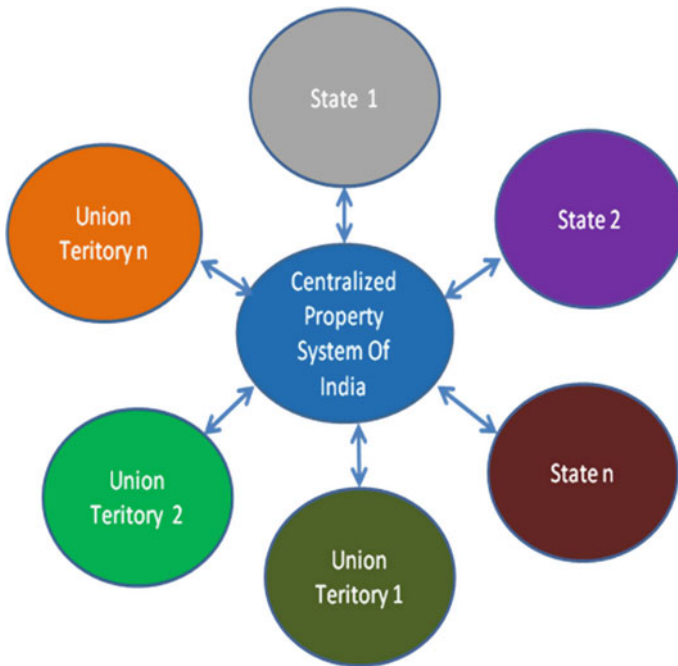 State 1
Union
Teritory n
State 2
Centralized
Property
System Of
India
Union
Teritory 2
State n
Union
Teritory 1